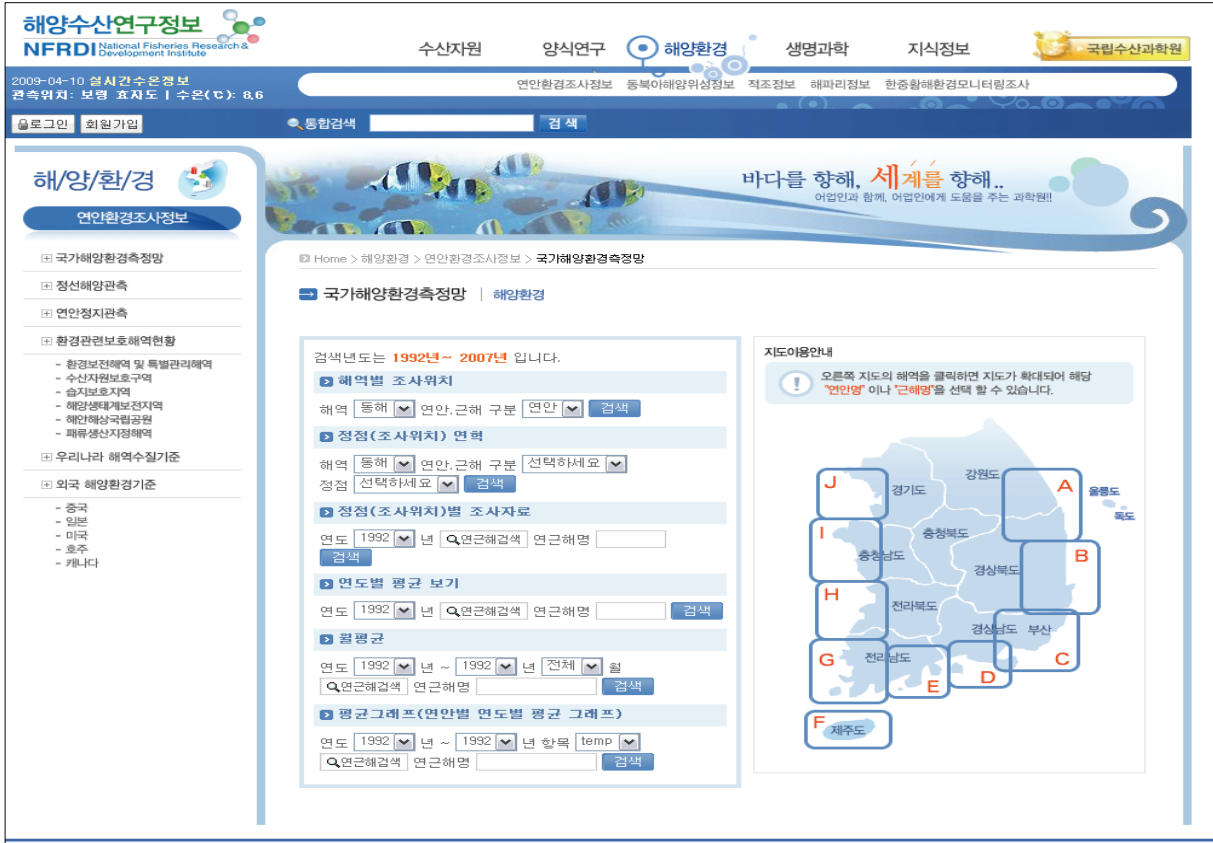 해양수산연구정보
NFRDI National Fisheries Research &
Development Institute
수산자원 양식연구 해양환경 생명과학 지식정보 국립수산과학원
2009-04-10 실시간수온정보
관측위치: 보령 효자도 | 수온(℃): 8,6
연안환경조사정보 동북아해양위성정보 적조정보 해파리정보 한중황해환경모니터링조사
로그인 회원가입
통합검색 검 색
해/양/환/경
연안환경조사정보
바다를 향해, 세계를 향해..
어업인과 함께, 어업인에게 도움을 주는 과학원!!
국가해양환경측정망
정선해양관측
연안정지관측
환경관련보호해역현황
- 환경보전해역 및 특별관리해역
- 수산자원보호구역
- 습지보호지역
- 해양생태계보전지역
- 해안해상국립공원
- 패류생산지정해역
우리나라 해역수질기준
외국 해양환경기준
- 중국
- 일본
- 미국
- 호주
- 캐나다
Home > 해양환경 > 연안환경조사정보 > 국가해양환경측정망
국가해양환경측정망 | 해양환경
검색년도는 1992년~ 2007년 입니다.
해역별 조사위치
해역 동해 연안.근해 구분 연안 검색
정점(조사위치) 연혁
해역 동해 연안.근해 구분 선택하세요
정점 선택하세요 검색
정점(조사위치)별 조사자료
연도 1992 년 연근해검색 연근해명
검색
연도별 평균 보기
연도 1992 년 연근해검색 연근해명 검색
월평균
연도 1992 년 ~ 1992 년 전체 월
연근해검색 연근해명 검색
평균그래프(연안별 연도별 평균 그래프)
연도 1992 년 ~ 1992 년 항목 temp
연근해검색 연근해명 검색
지도이용안내
! 오른쪽 지도의 해역을 클릭하면 지도가 확대되어 해당
"연안명" 이나 "근해명"을 선택 할 수 있습니다.
J 경기도 강원도 A 울릉도
독도
I 충청북도
충청남도 경상북도 B
H 전라북도
경상남도 부산
G 전라남도 E D C
F 제주도